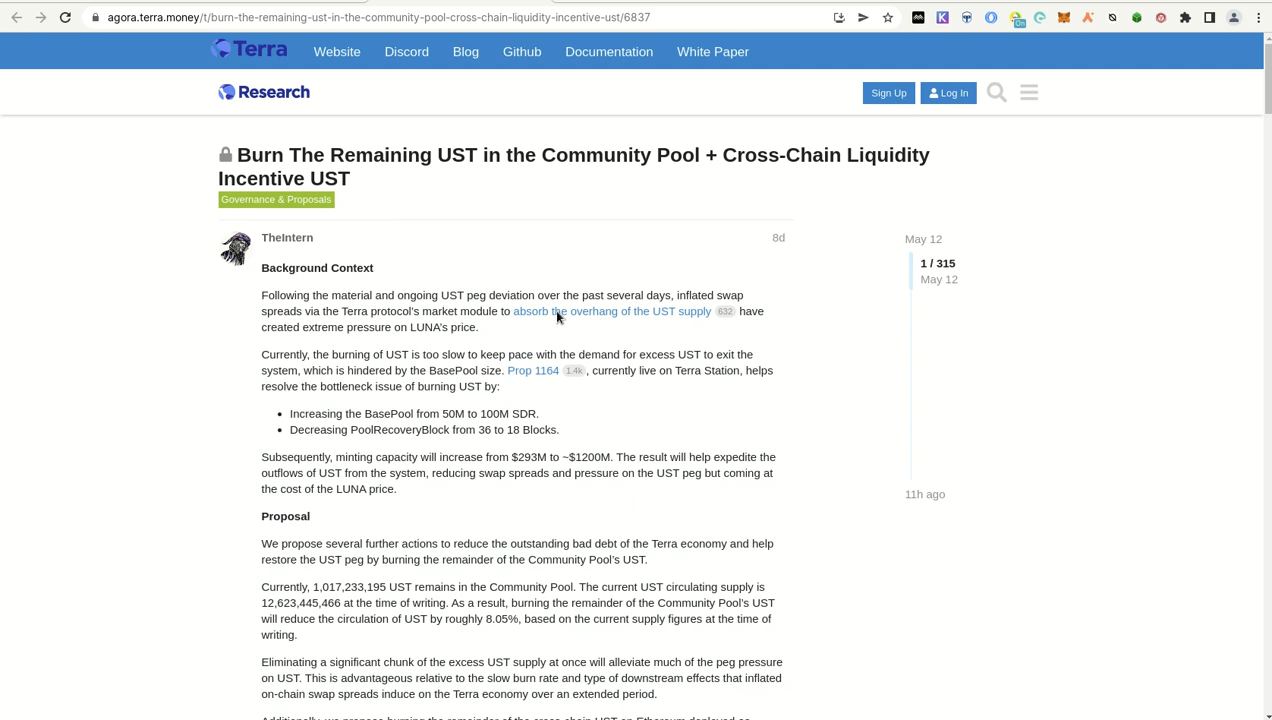 agora.terra.money/t/burn-the-remaining-ust-in-the-community-pool-cross-chain-liquidity-incentive-ust/6837
Terra
Website
Discord
Blog
Github
Documentation
White Paper
Research
Sign Up
Log In
Burn The Remaining UST in the Community Pool + Cross-Chain Liquidity
Incentive UST
Governance & Proposals
TheIntern
8d
Background Context
Following the material and ongoing UST peg deviation over the past several days, inflated swap
spreads via the Terra protocol's market module to absorb the overhang of the UST supply 632 have
created extreme pressure on LUNA's price.
Currently, the burning of UST is too slow to keep pace with the demand for excess UST to exit the
system, which is hindered by the BasePool size. Prop 1164 1.4k , currently live on Terra Station, helps
resolve the bottleneck issue of burning UST by:
• Increasing the BasePool from 50M to 100M SDR.
• Decreasing PoolRecoveryBlock from 36 to 18 Blocks.
Subsequently, minting capacity will increase from $293M to ~$1200M. The result will help expedite the
outflows of UST from the system, reducing swap spreads and pressure on the UST peg but coming at
the cost of the LUNA price.
Proposal
We propose several further actions to reduce the outstanding bad debt of the Terra economy and help
restore the UST peg by burning the remainder of the Community Pool's UST.
Currently, 1,017,233,195 UST remains in the Community Pool. The current UST circulating supply is
12,623,445,466 at the time of writing. As a result, burning the remainder of the Community Pool's UST
will reduce the circulation of UST by roughly 8.05%, based on the current supply figures at the time of
writing.
Eliminating a significant chunk of the excess UST supply at once will alleviate much of the peg pressure
on UST. This is advantageous relative to the slow burn rate and type of downstream effects that inflated
on-chain swap spreads induce on the Terra economy over an extended period.
May 12
1 / 315
May 12
11h ago